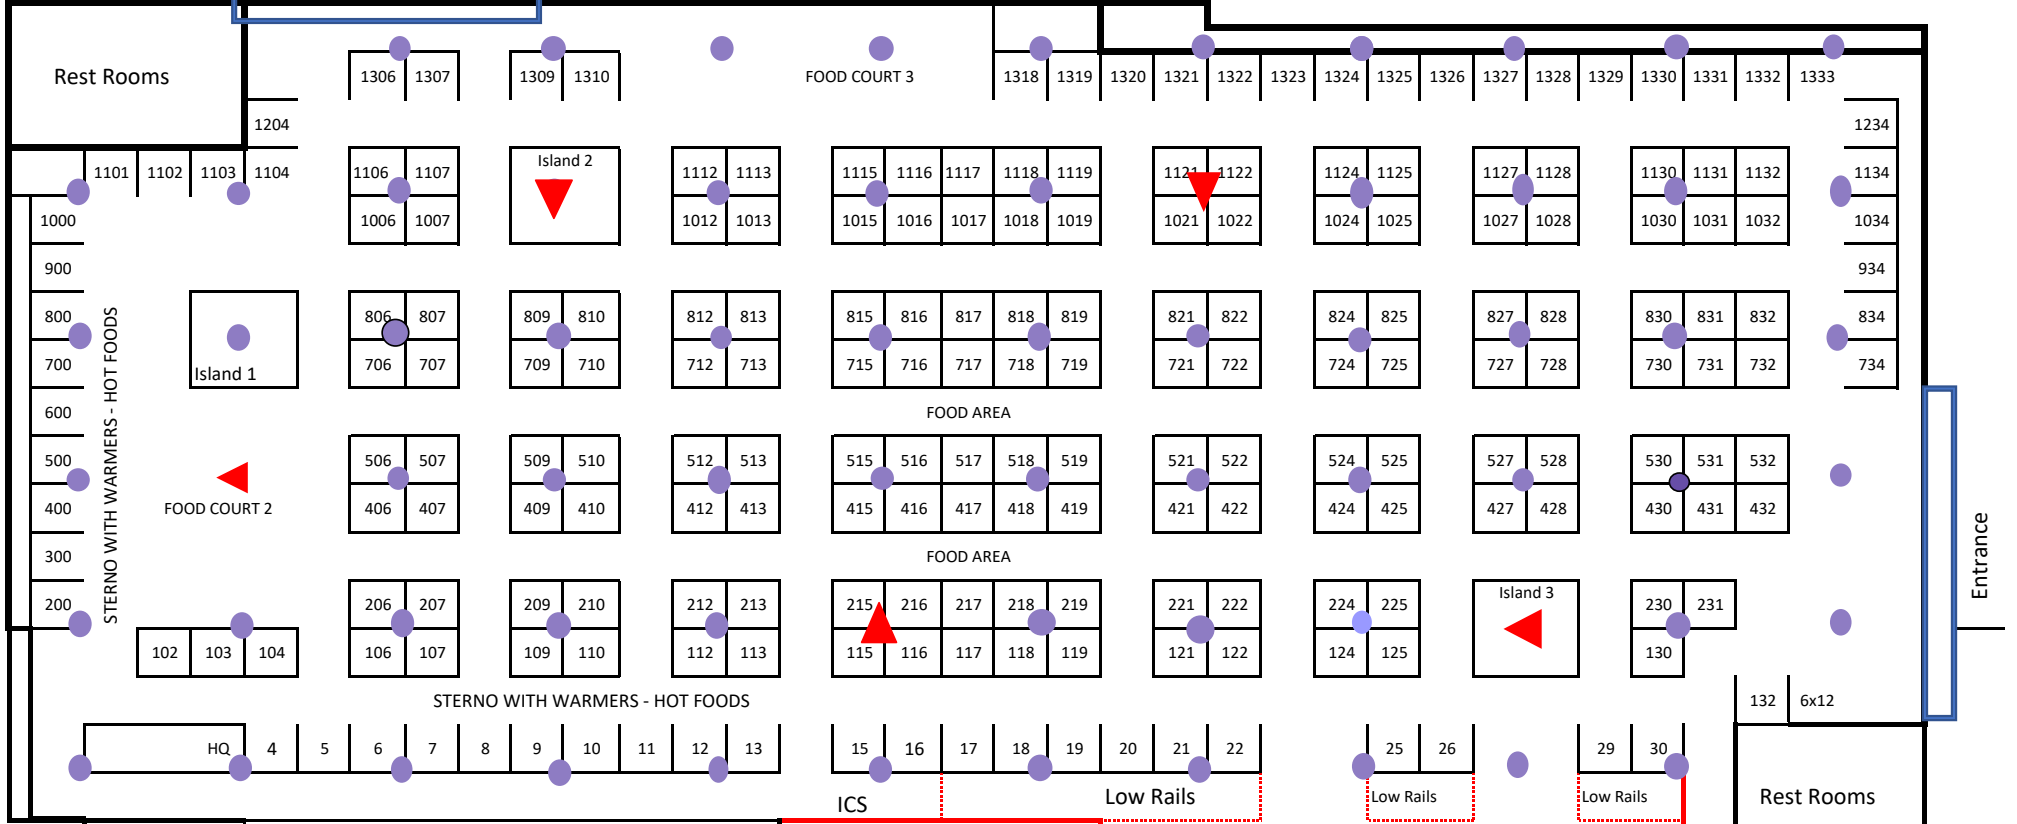 Rest Rooms
1306 1307 1309 1310 FOOD COURT 3 1318 1319 1320 1321 1322 1323 1324 1325 1326 1327 1328 1329 1330 1331 1332 1333
1204 1234
1101 1102 1103 1104 1106 1107 Island 2 1112 1113 1115 1116 1117 1118 1119 1121 1122 1124 1125 1127 1128 1130 1131 1132 1134
1000 1006 1007 1012 1013 1015 1016 1017 1018 1019 1021 1022 1024 1025 1027 1028 1030 1031 1032 1034
900 934
800 806 807 809 810 812 813 815 816 817 818 819 821 822 824 825 827 828 830 831 832 834
700 Island 1 706 707 709 710 712 713 715 716 717 718 719 721 722 724 725 727 728 730 731 732 734
600 FOOD AREA
STERNO WITH WARMERS - HOT FOODS
500 506 507 509 510 512 513 515 516 517 518 519 521 522 524 525 527 528 530 531 532
400 FOOD COURT 2 406 407 409 410 412 413 415 416 417 418 419 421 422 424 425 427 428 430 431 432
300 FOOD AREA
Entrance
200 206 207 209 210 212 213 215 216 217 218 219 221 222 224 225 Island 3 230 231
102 103 104 106 107 109 110 112 113 115 116 117 118 119 121 122 124 125 130
STERNO WITH WARMERS - HOT FOODS 132 6x12
HQ 4 5 6 7 8 9 10 11 12 13 15 16 17 18 19 20 21 22 25 26 29 30
ICS Low Rails Low Rails Low Rails Rest Rooms